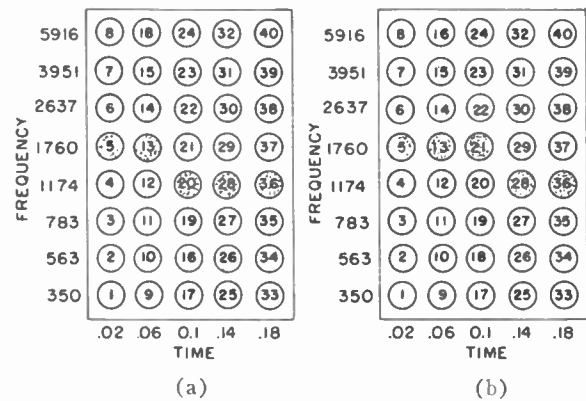 FREQUENCY
5916 8 18 24 32 40
3951 7 15 23 31 39
2637 6 14 22 30 38
1760 5 13 21 29 37
1174 4 12 20 28 36
783 3 11 19 27 35
563 2 10 16 26 34
350 1 9 17 25 33
.02 .06 0.1 .14 .18
TIME
(a)
FREQUENCY
5916 8 16 24 32 40
3951 7 15 23 31 39
2637 6 14 22 30 38
1760 5 13 21 29 37
1174 4 12 20 28 36
783 3 11 19 27 35
563 2 10 18 26 34
350 1 9 17 25 33
.02 .06 0.1 .14 .18
TIME
(b)